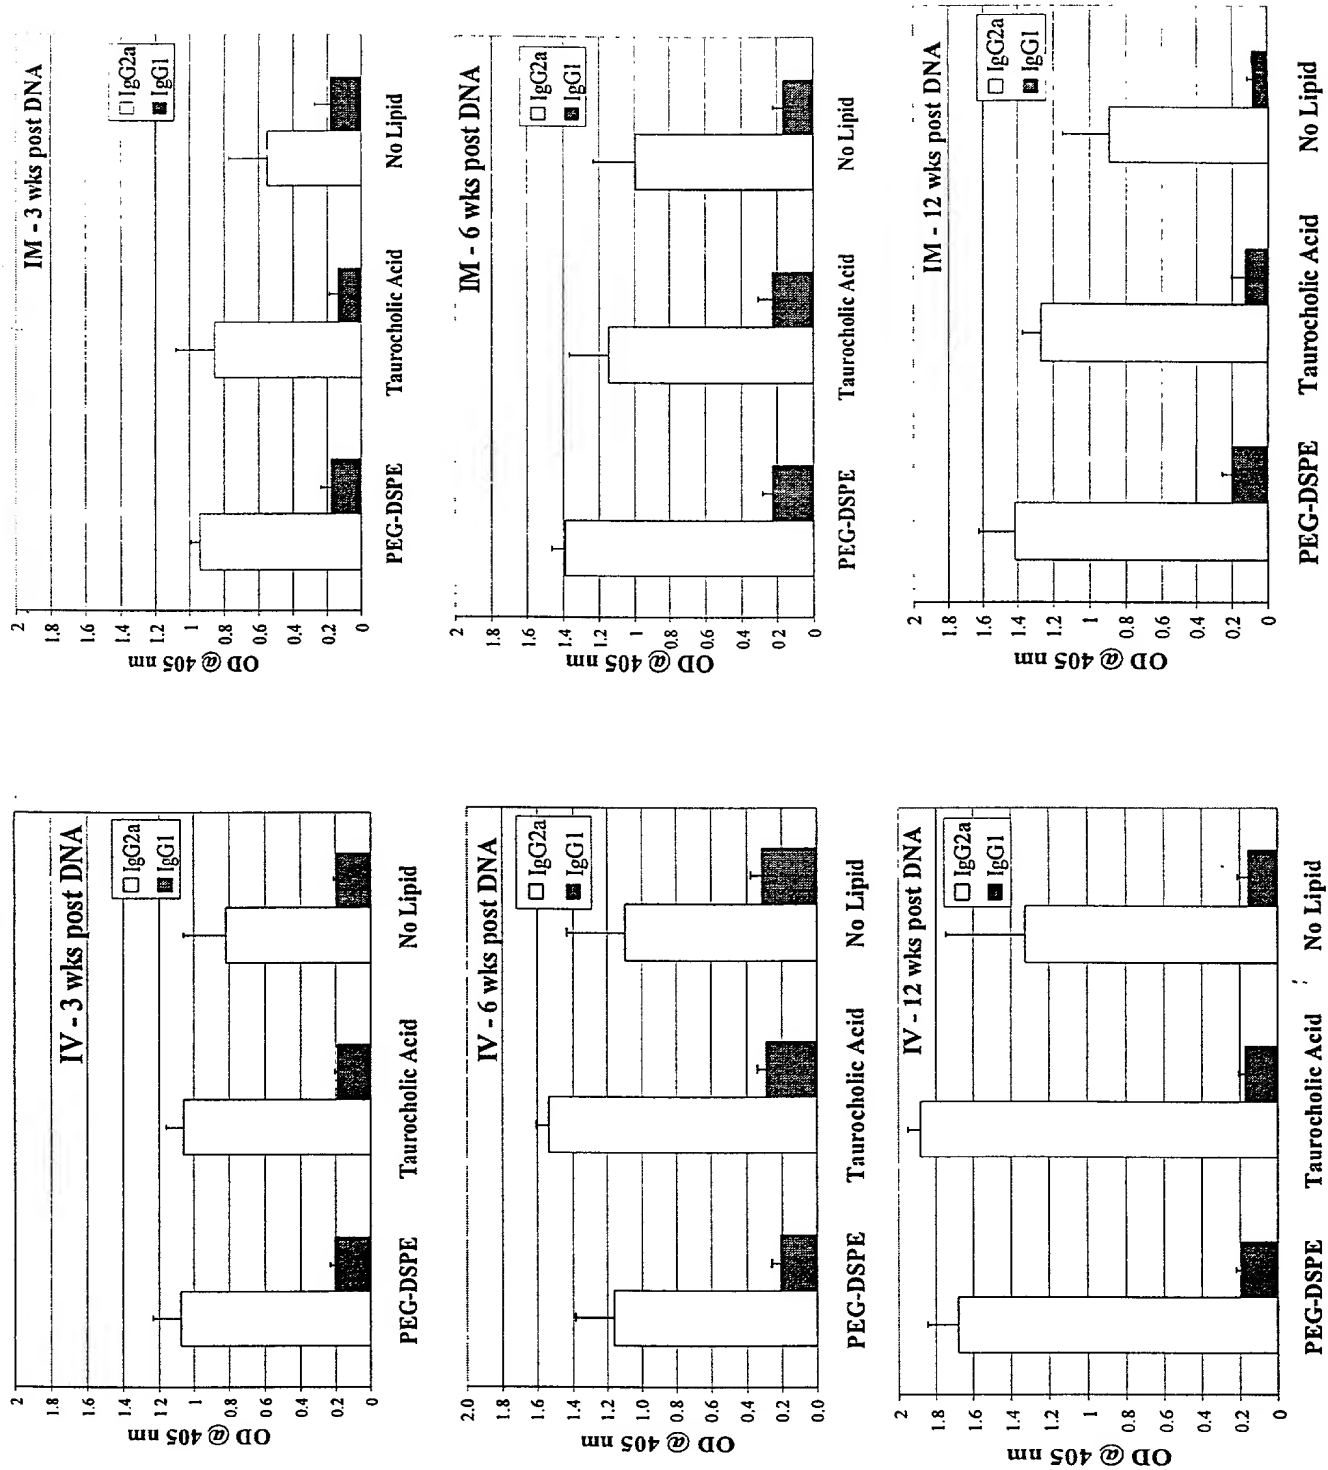 IV - 3 wks post DNA
IgG2a
IgG1
OD @ 405 nm
2
1.8
1.6
1.4
1.2
1
0.8
0.6
0.4
0.2
0
PEG-DSPE Taurocholic Acid No Lipid
IM - 3 wks post DNA
IgG2a
IgG1
OD @ 405 nm
2
1.8
1.6
1.4
1.2
1
0.8
0.6
0.4
0.2
0
PEG-DSPE Taurocholic Acid No Lipid
IV - 6 wks post DNA
IgG2a
IgG1
OD @ 405 nm
2.0
1.8
1.6
1.4
1.2
1.0
0.8
0.6
0.4
0.2
0.0
PEG-DSPE Taurocholic Acid No Lipid
IM - 6 wks post DNA
IgG2a
IgG1
OD @ 405 nm
2
1.8
1.6
1.4
1.2
1
0.8
0.6
0.4
0.2
0
PEG-DSPE Taurocholic Acid No Lipid
IV - 12 wks post DNA
IgG2a
IgG1
OD @ 405 nm
2
1.8
1.6
1.4
1.2
1
0.8
0.6
0.4
0.2
0
PEG-DSPE Taurocholic Acid No Lipid
IM - 12 wks post DNA
IgG2a
IgG1
OD @ 405 nm
2
1.8
1.6
1.4
1.2
1
0.8
0.6
0.4
0.2
0
PEG-DSPE Taurocholic Acid No Lipid